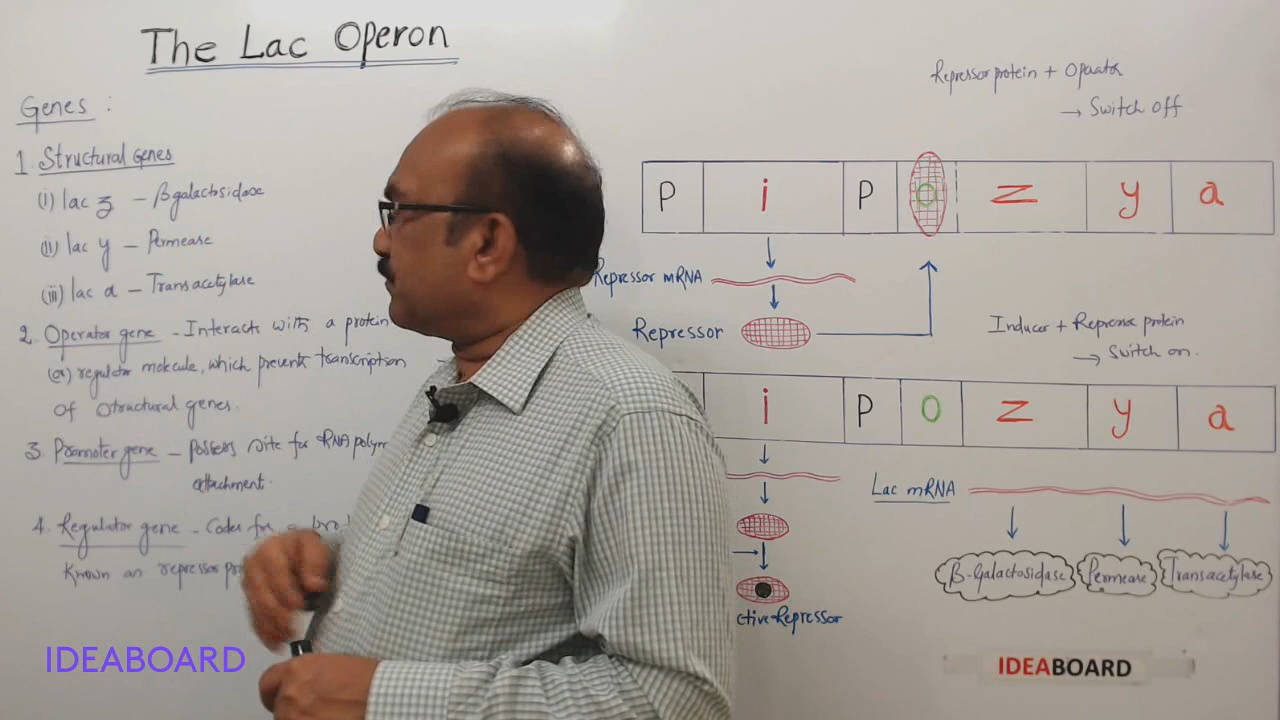 The Lac Operon
Genes :
1. Structural Genes
(i) lac z – β galactosidase
(ii) lac y – Permease
(iii) lac a – Transacetylase
2. Operator gene – Interacts with a protein
(or) regulator molecule, which prevents transcription
of structural genes.
3. Promoter gene – Possess site for RNA polym
attachment.
4. Regulator gene – Codes for a
known as repressor
IDEABOARD
Repressor protein + Operator
→ Switch off
P i P O z y a
Repressor mRNA
Repressor
Inducer + Repressor protein
→ Switch on.
i P O z y a
Lac mRNA
β-Galactosidase Permease Transacetylase
ctive Repressor
IDEABOARD